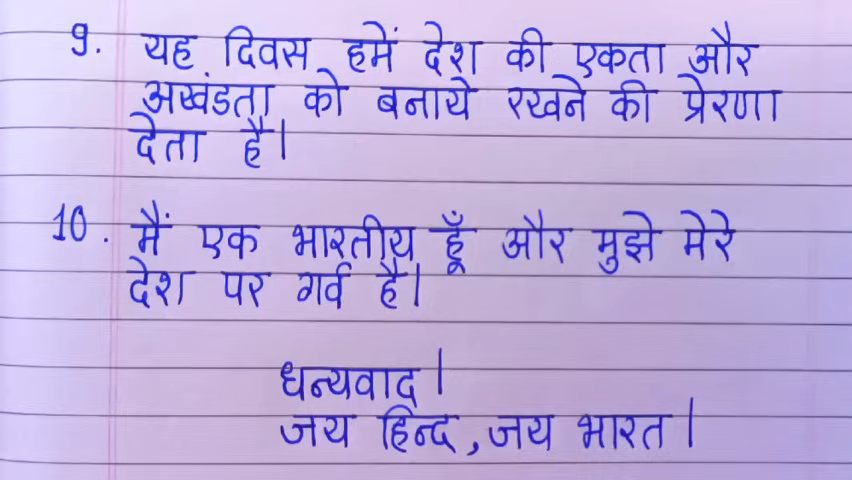 9. यह दिवस हमें देश की एकता और
अखंडता को बनाये रखने की प्रेरणा
देता है।
10. मैं एक भारतीय हूँ और मुझे मेरे
देश पर गर्व है।
धन्यवाद।
जय हिन्द, जय भारत।